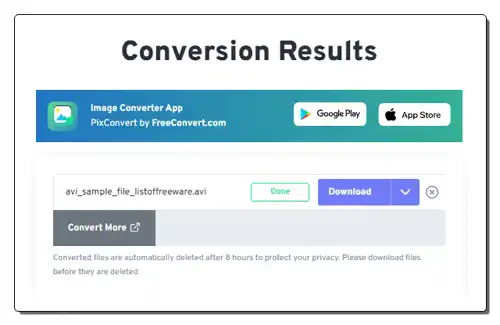 Conversion Results
Image Converter App
PixConvert by FreeConvert.com
Google Play
App Store
avi_sample_file_listoffreeware.avi
Done
Download
Convert More
Converted files are automatically deleted after 8 hours to protect your privacy. Please download files
before they are deleted